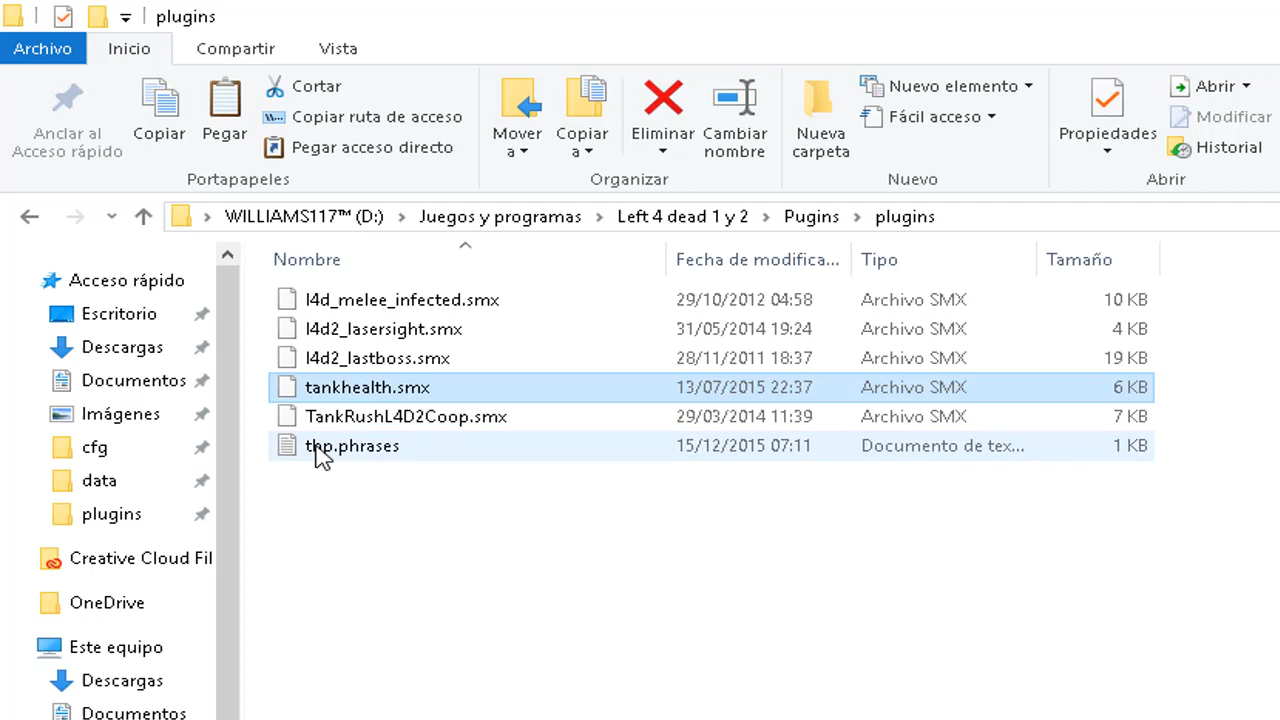 plugins
Archivo Inicio Compartir Vista
Anclar al Acceso rápido
Copiar
Pegar
Cortar
Copiar ruta de acceso
Pegar acceso directo
Mover a
Copiar a
Eliminar
Cambiar nombre
Nueva carpeta
Nuevo elemento
Fácil acceso
Propiedades
Abrir
Modificar
Historial
Portapapeles Organizar Nuevo Abrir
WILLIAMS117™ (D:) > Juegos y programas > Left 4 dead 1 y 2 > Pugins > plugins
Nombre Fecha de modifica... Tipo Tamaño
l4d_melee_infected.smx 29/10/2012 04:58 Archivo SMX 10 KB
l4d2_lasersight.smx 31/05/2014 19:24 Archivo SMX 4 KB
l4d2_lastboss.smx 28/11/2011 18:37 Archivo SMX 19 KB
tankhealth.smx 13/07/2015 22:37 Archivo SMX 6 KB
TankRushL4D2Coop.smx 29/03/2014 11:39 Archivo SMX 7 KB
15/12/2015 07:11 Documento de tex... 1 KB
Acceso rápido
Escritorio
Descargas
Documentos
Imágenes
cfg
data
plugins
Creative Cloud Fil
OneDrive
Este equipo
Descargas
Documentos